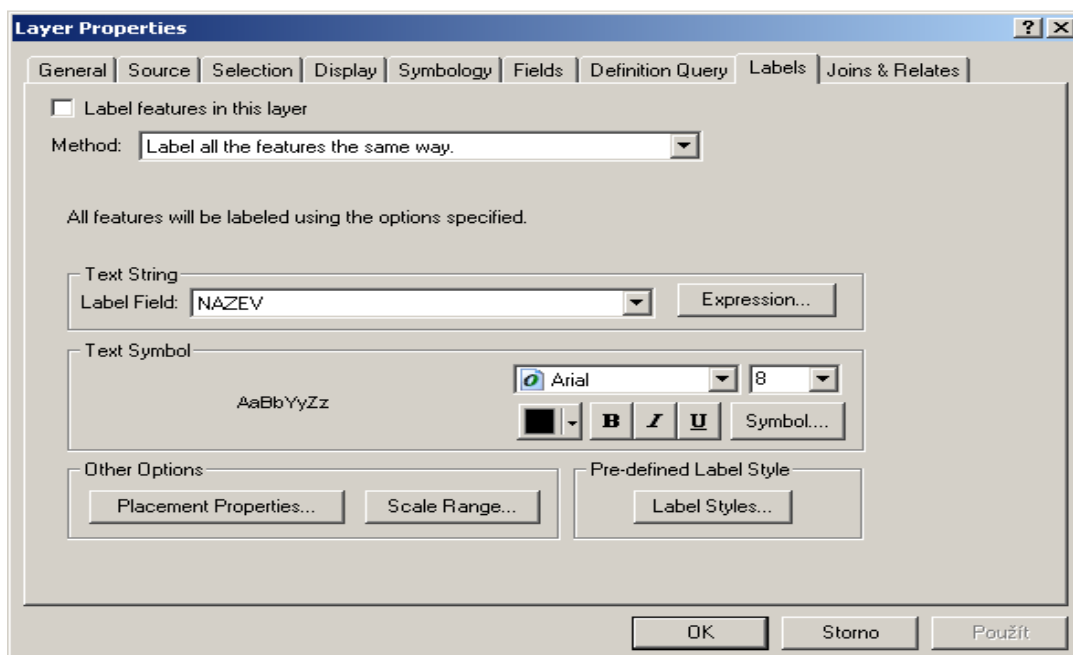 Layer Properties
General Source Selection Display Symbology Fields Definition Query Labels Joins & Relates
Label features in this layer
Method: Label all the features the same way.
All features will be labeled using the options specified.
Text String
Label Field: NAZEV Expression...
Text Symbol
AaBbYyZz Arial 8
B I U Symbol....
Other Options Pre-defined Label Style
Placement Properties... Scale Range... Label Styles...
OK Storno Použít